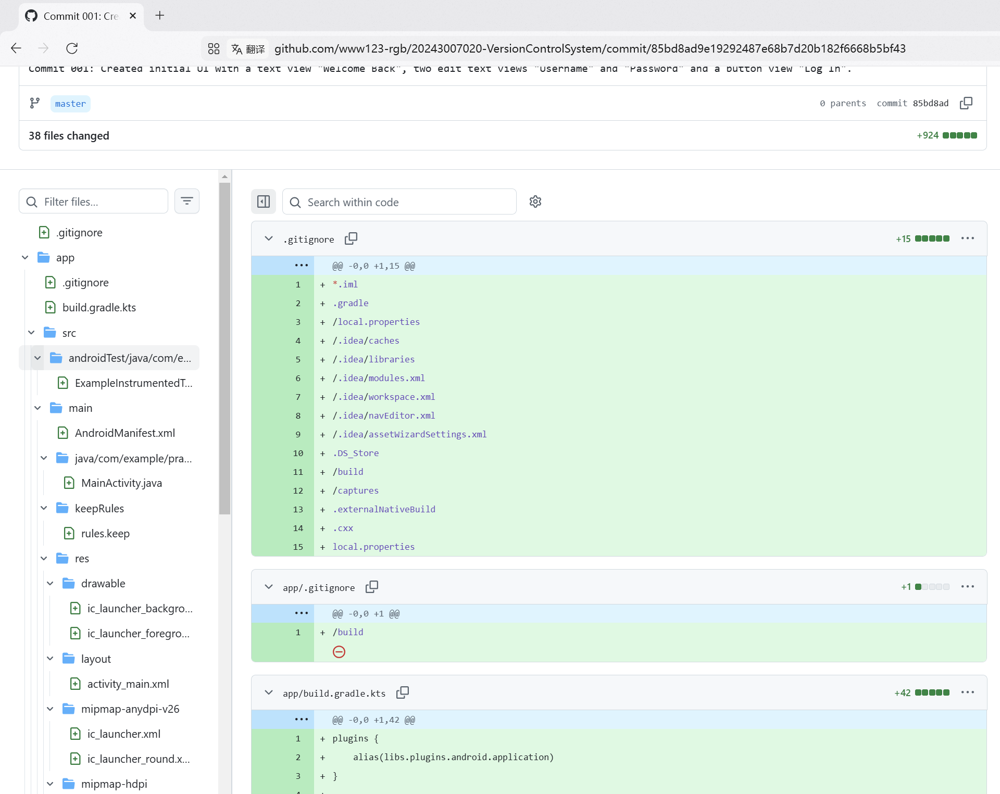 Commit 001: Cre
翻译
github.com/www123-rgb/20243007020-VersionControlSystem/commit/85bd8ad9e19292487e68b7d20b182f6668b5bf43
Commit 001: Created initial UI with a text view "Welcome Back", two edit text views "Username" and "Password" and a button view "Log In".
master
0 parents commit 85bd8ad
38 files changed
+924
Filter files...
.gitignore
app
.gitignore
build.gradle.kts
src
androidTest/java/com/e...
ExampleInstrumentedT...
main
AndroidManifest.xml
java/com/example/pra...
MainActivity.java
keepRules
rules.keep
res
drawable
ic_launcher_backgro...
ic_launcher_foregro...
layout
activity_main.xml
mipmap-anydpi-v26
ic_launcher.xml
ic_launcher_round.x...
mipmap-hdpi
Search within code
.gitignore
+15
@@ -0,0 +1,15 @@
1 + *.iml
2 + .gradle
3 + /local.properties
4 + /.idea/caches
5 + /.idea/libraries
6 + /.idea/modules.xml
7 + /.idea/workspace.xml
8 + /.idea/navEditor.xml
9 + /.idea/assetWizardSettings.xml
10 + .DS_Store
11 + /build
12 + /captures
13 + .externalNativeBuild
14 + .cxx
15 + local.properties
app/.gitignore
+1
@@ -0,0 +1 @@
1 + /build
app/build.gradle.kts
+42
@@ -0,0 +1,42 @@
1 + plugins {
2 +     alias(libs.plugins.android.application)
3 + }
4 +